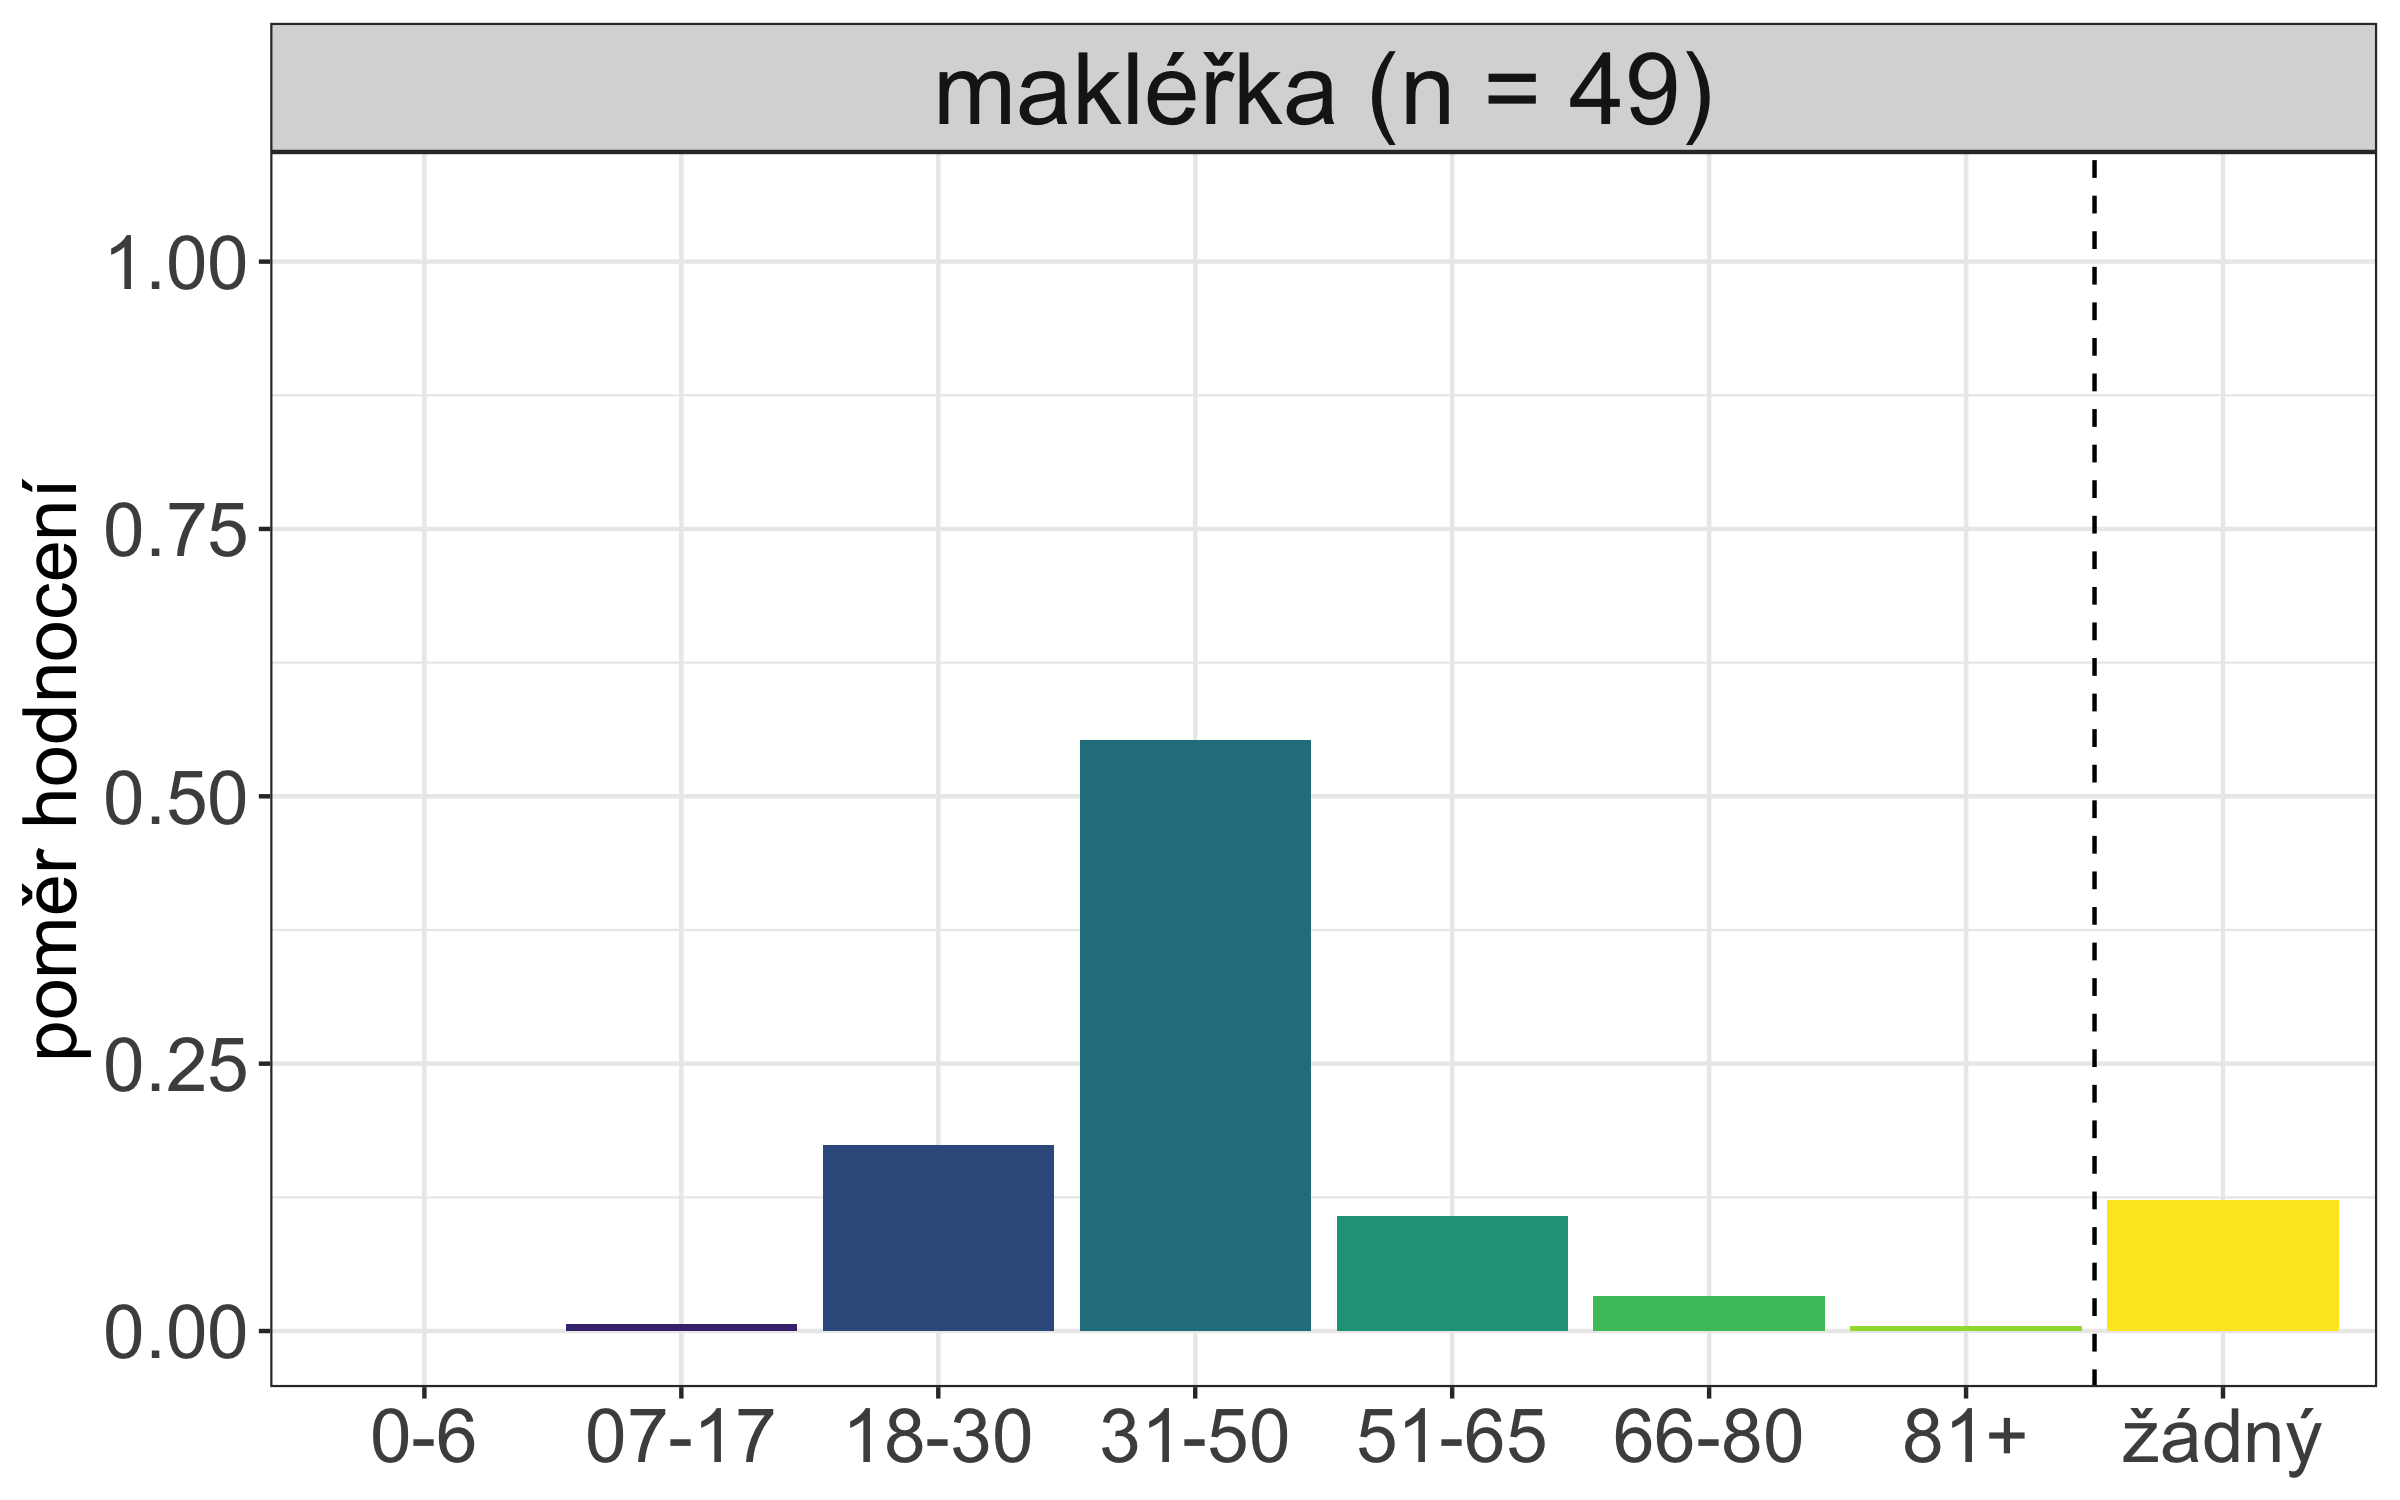 makléřka (n = 49)
poměr hodnocení
1.00
0.75
0.50
0.25
0.00
0-6 07-17 18-30 31-50 51-65 66-80 81+ žádný